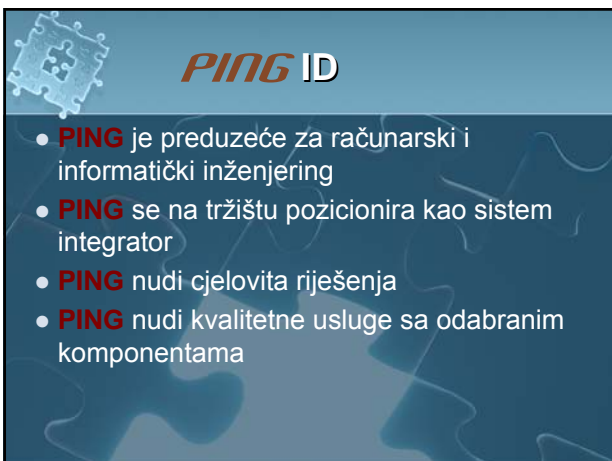 PING ID
● PING je preduzeće za računarski i
informatički inženjering
● PING se na tržištu pozicionira kao sistem
integrator
● PING nudi cjelovita riješenja
● PING nudi kvalitetne usluge sa odabranim
komponentama